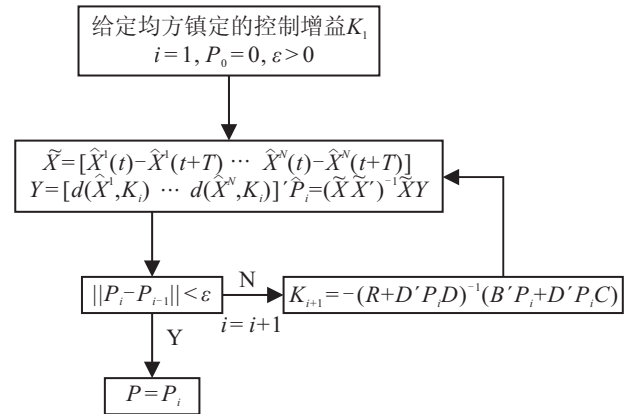 给定均方镇定的控制增益K₁
i=1, P₀=0, ε>0
X̃=[X̂¹(t)−X̂¹(t+T) ⋯ X̂ᴺ(t)−X̂ᴺ(t+T)]
Y=[d(X̂¹,Kᵢ) ⋯ d(X̂ᴺ,Kᵢ)]′P̂ᵢ=(X̃X̃′)⁻¹X̃Y
||Pᵢ−Pᵢ₋₁||<ε
N
i=i+1
Kᵢ₊₁=−(R+D′PᵢD)⁻¹(B′Pᵢ+D′PᵢC)
Y
P=Pᵢ